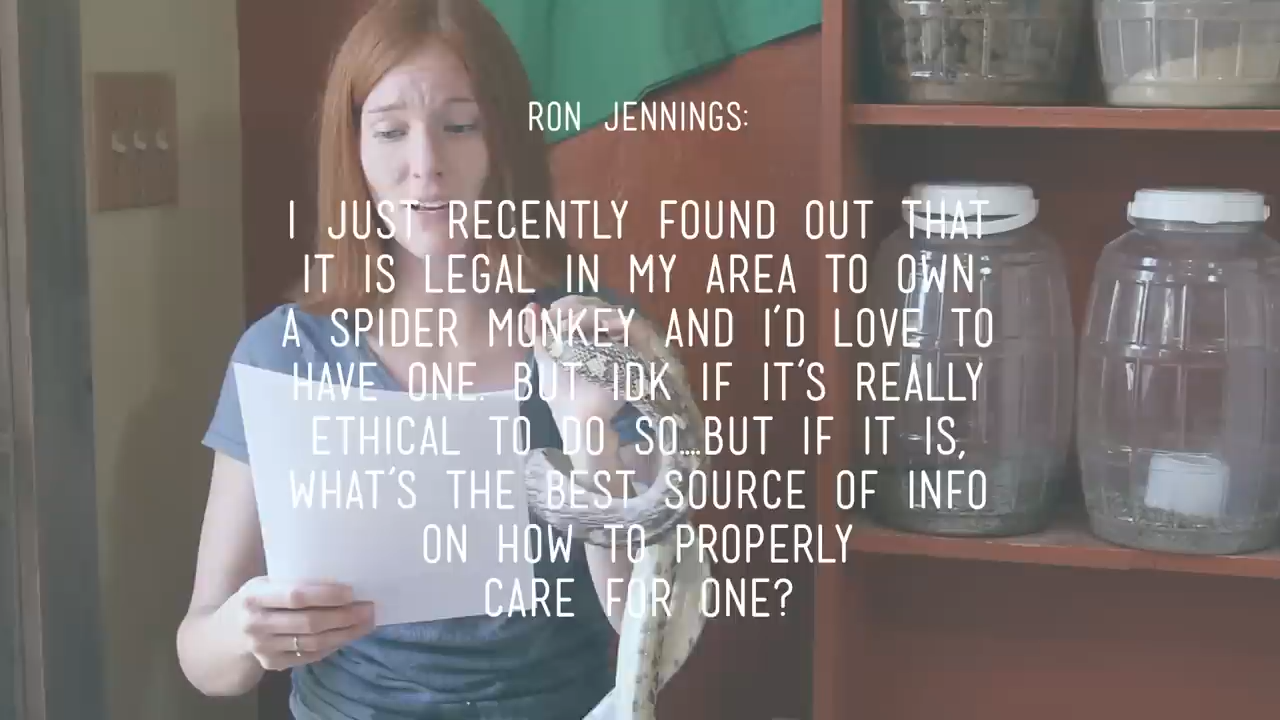 RON JENNINGS:
I JUST RECENTLY FOUND OUT THAT
IT IS LEGAL IN MY AREA TO OWN
A SPIDER MONKEY AND I'D LOVE TO
HAVE ONE. BUT IDK IF IT'S REALLY
ETHICAL TO DO SO....BUT IF IT IS,
WHAT'S THE BEST SOURCE OF INFO
ON HOW TO PROPERLY
CARE FOR ONE?